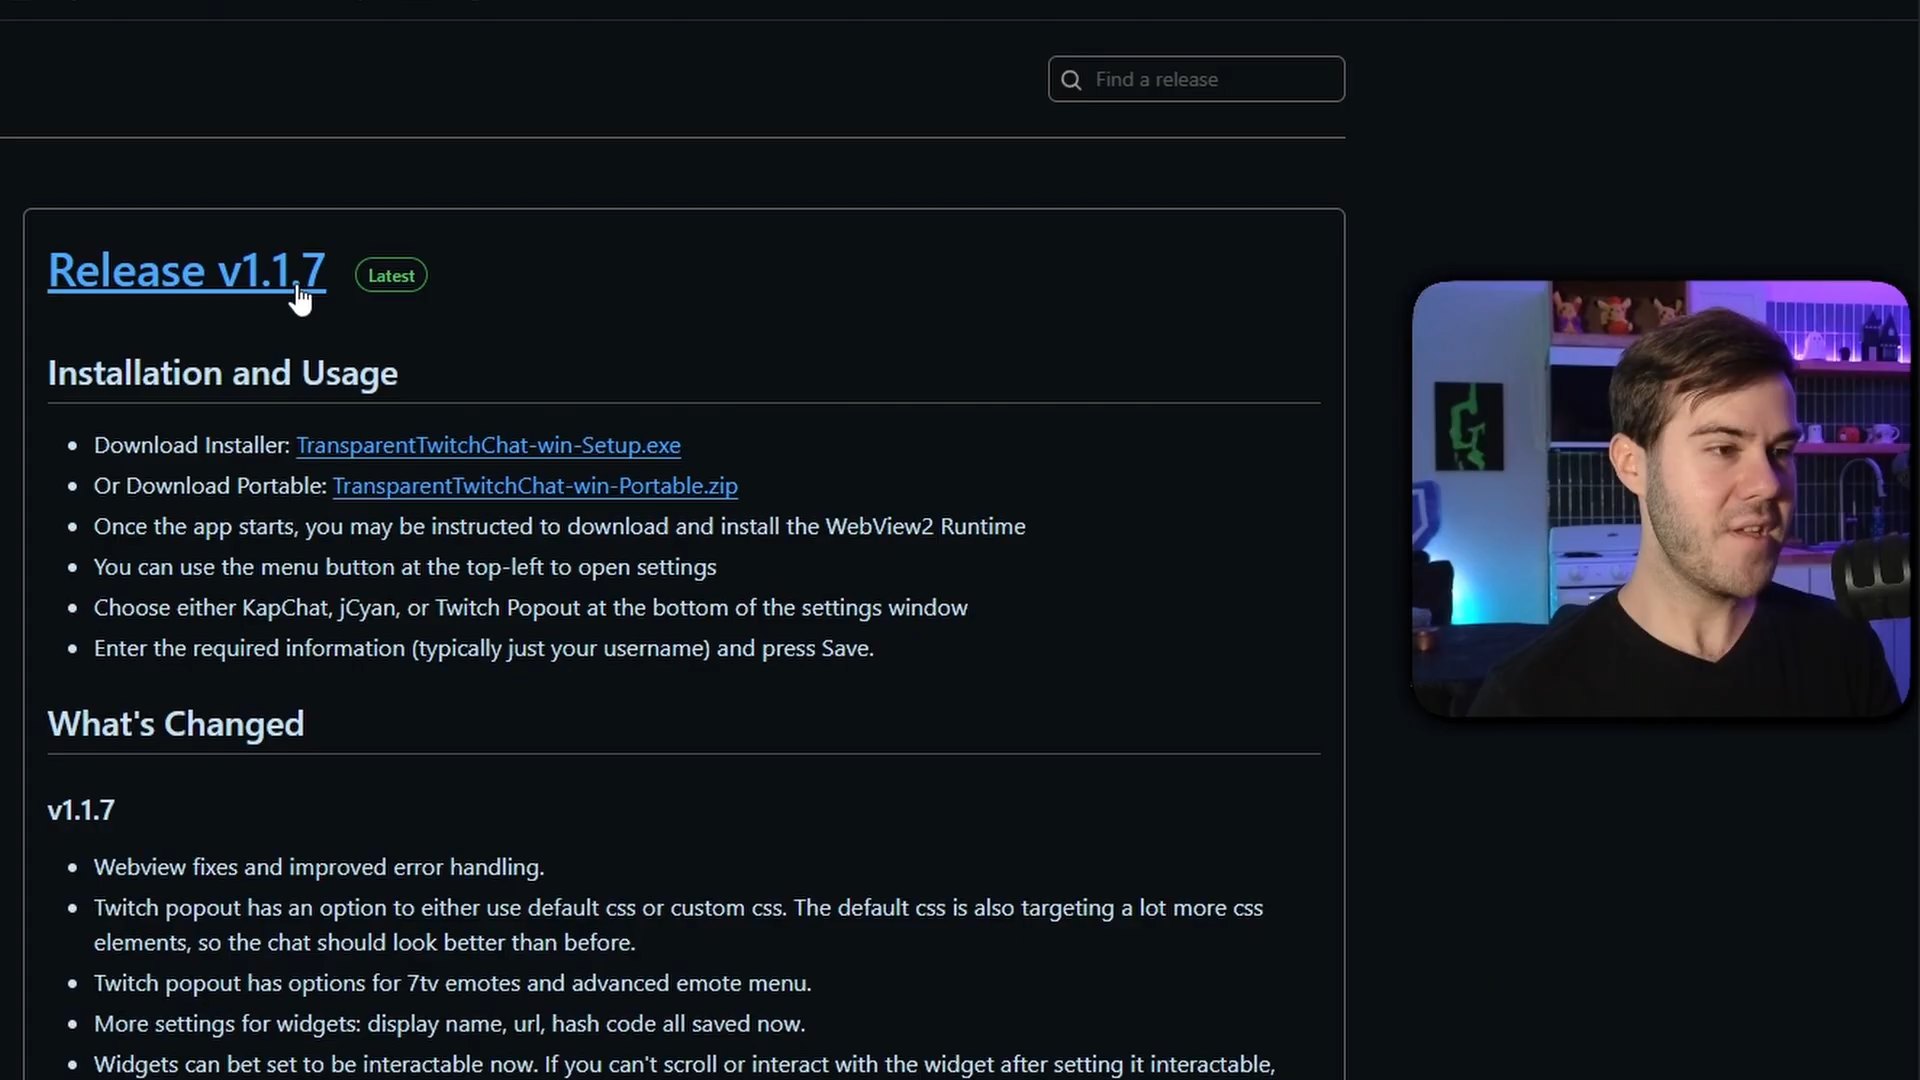 Find a release
Release v1.1.7 Latest
Installation and Usage
Download Installer: TransparentTwitchChat-win-Setup.exe
Or Download Portable: TransparentTwitchChat-win-Portable.zip
Once the app starts, you may be instructed to download and install the WebView2 Runtime
You can use the menu button at the top-left to open settings
Choose either KapChat, jCyan, or Twitch Popout at the bottom of the settings window
Enter the required information (typically just your username) and press Save.
What's Changed
v1.1.7
Webview fixes and improved error handling.
Twitch popout has an option to either use default css or custom css. The default css is also targeting a lot more css
elements, so the chat should look better than before.
Twitch popout has options for 7tv emotes and advanced emote menu.
More settings for widgets: display name, url, hash code all saved now.
Widgets can bet set to be interactable now. If you can't scroll or interact with the widget after setting it interactable,